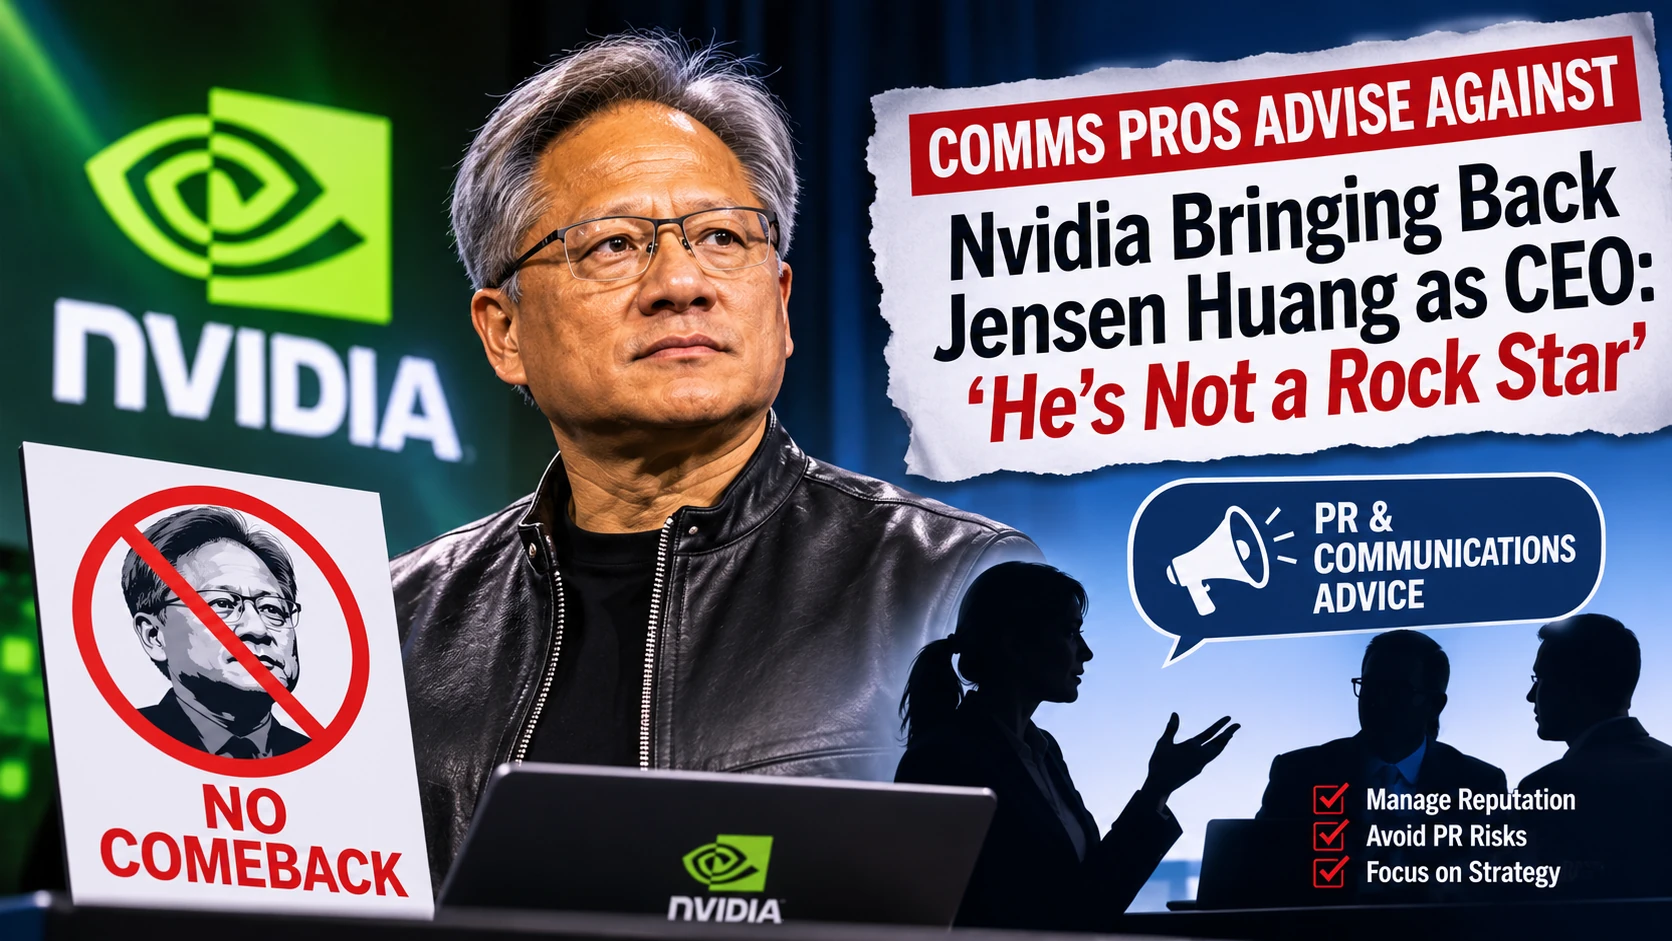 NVIDIA
COMMS PROS ADVISE AGAINST
Nvidia Bringing Back
Jensen Huang as CEO:
‘He’s Not a Rock Star’
PR &
COMMUNICATIONS
ADVICE
NO
COMEBACK
NVIDIA
Manage Reputation
Avoid PR Risks
Focus on Strategy